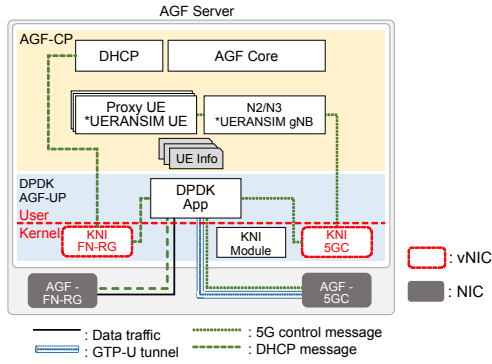 AGF Server
AGF-CP
DHCP
AGF Core
Proxy UE
*UERANSIM UE
N2/N3
*UERANSIM gNB
UE Info
DPDK
AGF-UP
DPDK
App
User
Kernel
KNI
FN-RG
KNI
Module
KNI
5GC
: vNIC
AGF -
FN-RG
AGF -
5GC
: NIC
: Data traffic
: 5G control message
: GTP-U tunnel
: DHCP message